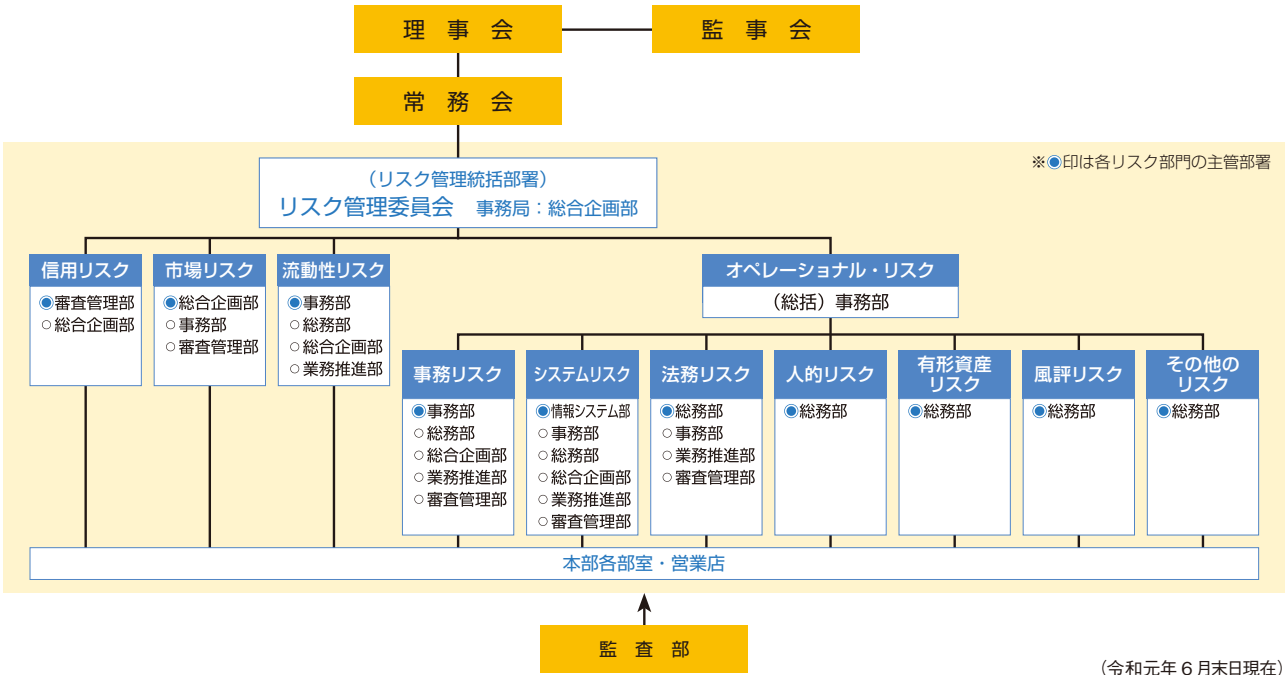 理事会
監事会
常務会
※◉印は各リスク部門の主管部署
（リスク管理統括部署）
リスク管理委員会　事務局：総合企画部
信用リスク
◉審査管理部
○総合企画部
市場リスク
◉総合企画部
○事務部
○審査管理部
流動性リスク
◉事務部
○総務部
○総合企画部
○業務推進部
オペレーショナル・リスク
（総括）事務部
事務リスク
◉事務部
○総務部
○総合企画部
○業務推進部
○審査管理部
システムリスク
◉情報システム部
○事務部
○総務部
○総合企画部
○業務推進部
○審査管理部
法務リスク
◉総務部
○事務部
○業務推進部
○審査管理部
人的リスク
◉総務部
有形資産
リスク
◉総務部
風評リスク
◉総務部
その他の
リスク
◉総務部
本部各部室・営業店
監査部
（令和元年６月末日現在）